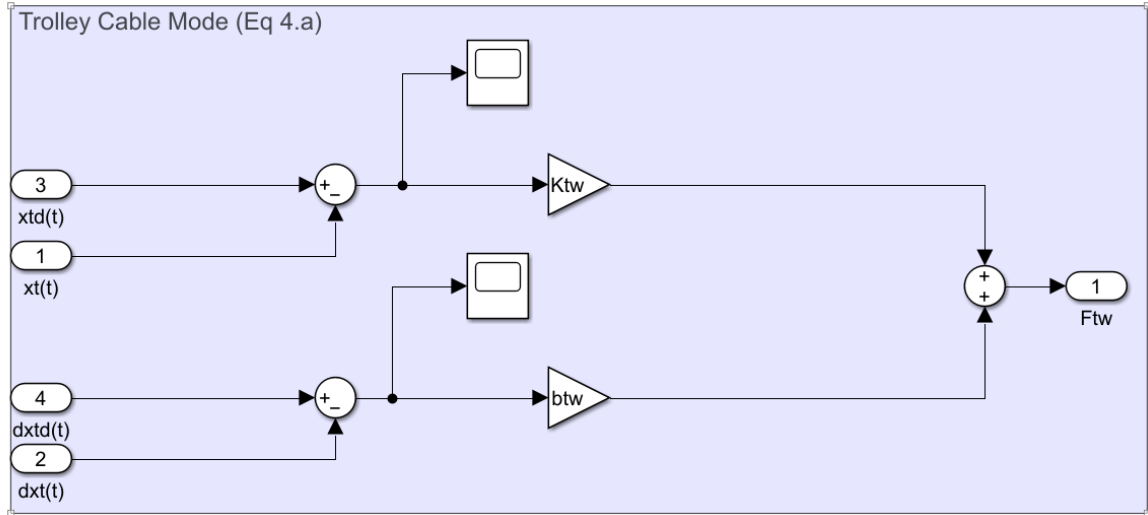 Trolley Cable Mode (Eq 4.a)
3
xtd(t)
+
−
Ktw
1
xt(t)
+
+
1
Ftw
4
dxtd(t)
+
−
btw
2
dxt(t)